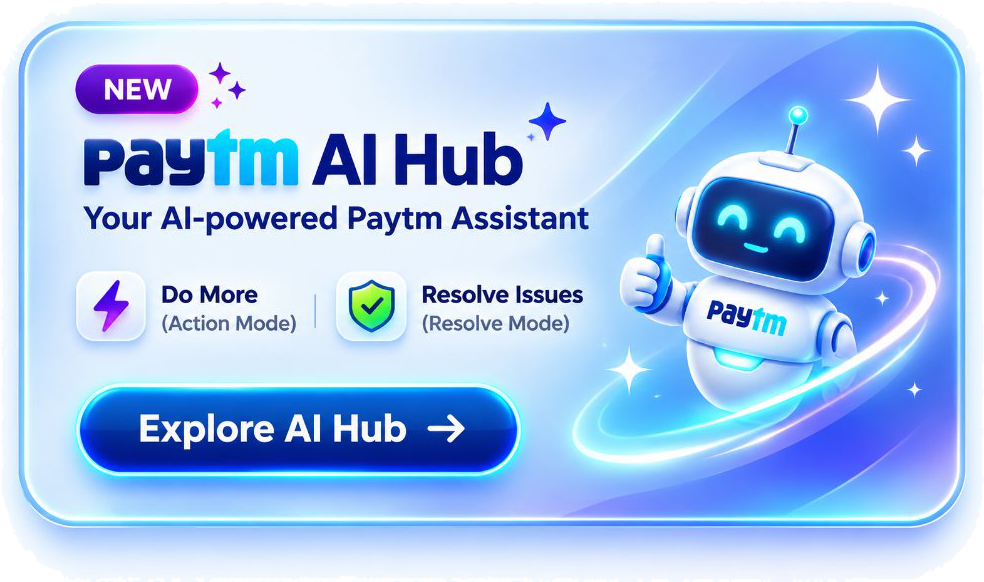 NEW
paytm AI Hub
Your AI-powered Paytm Assistant
Do More
(Action Mode)
Resolve Issues
(Resolve Mode)
Explore AI Hub →
paytm